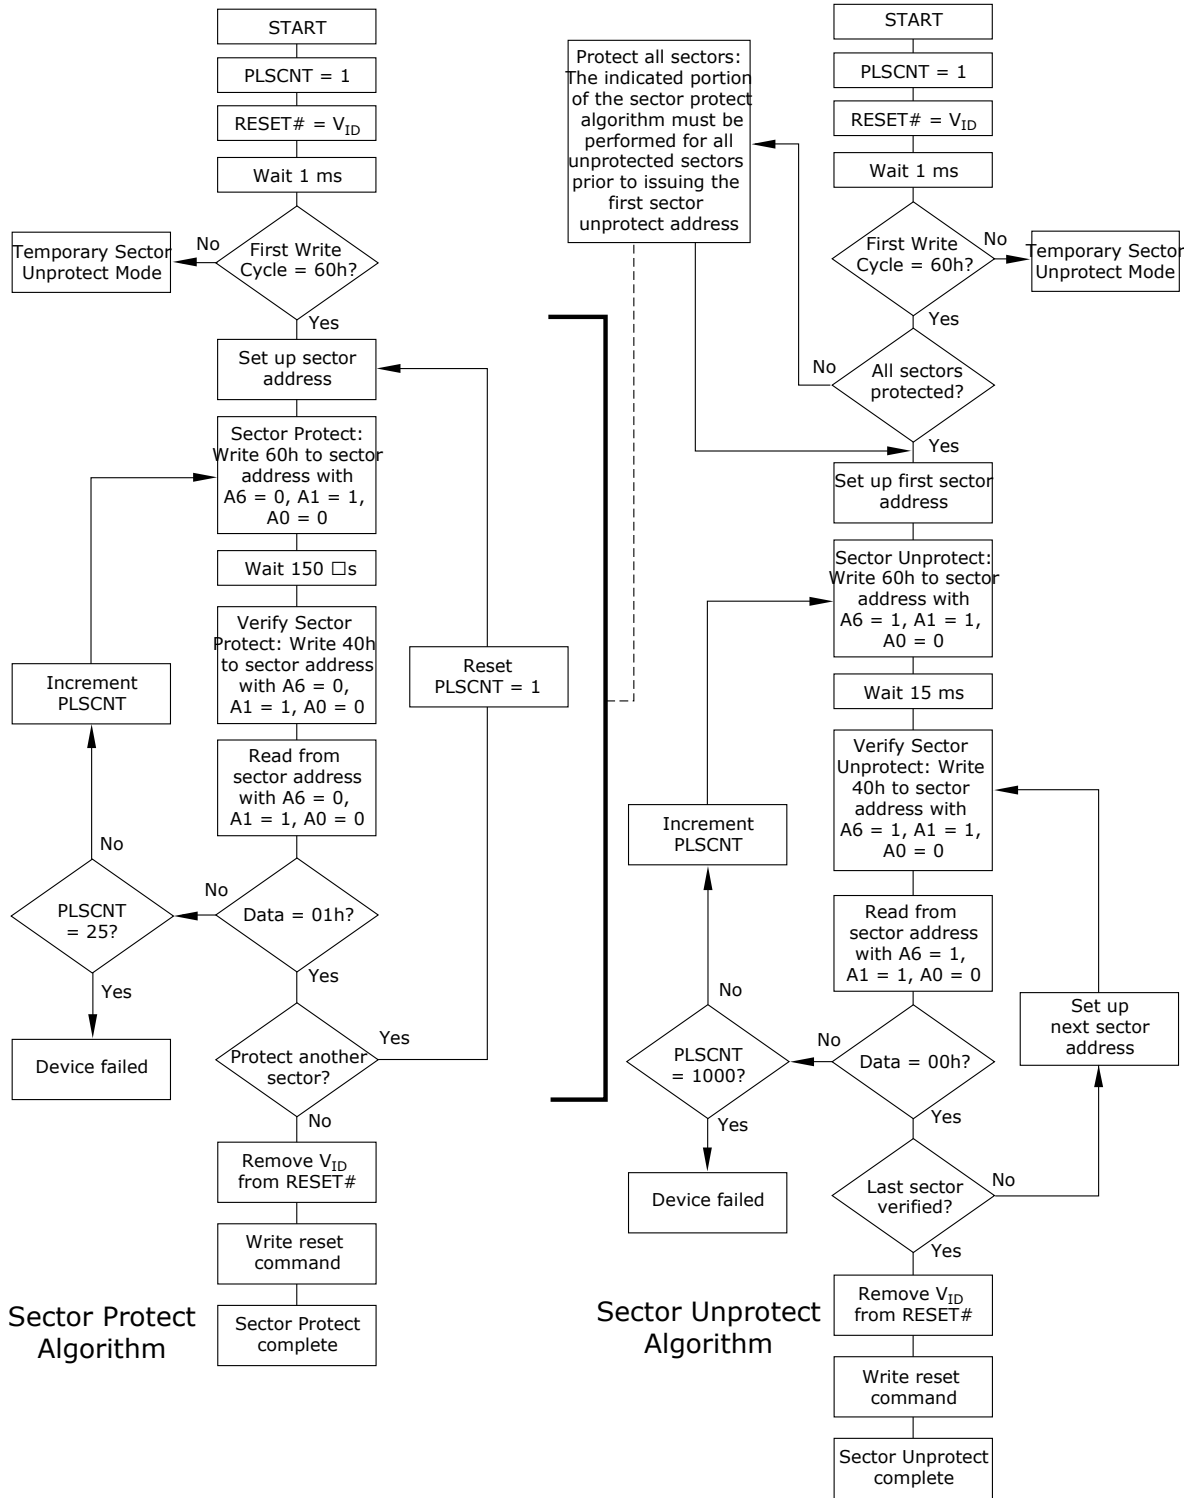 START
PLSCNT = 1
RESET# = VID
Wait 1 ms
First Write
Cycle = 60h?
No
Temporary Sector
Unprotect Mode
Yes
Set up sector
address
Sector Protect:
Write 60h to sector
address with
A6 = 0, A1 = 1,
A0 = 0
Wait 150 □s
Verify Sector
Protect: Write 40h
to sector address
with A6 = 0,
A1 = 1, A0 = 0
Reset
PLSCNT = 1
Increment
PLSCNT
Read from
sector address
with A6 = 0,
A1 = 1, A0 = 0
No
No
PLSCNT
= 25?
Data = 01h?
Yes
Yes
Device failed
Protect another
sector?
Yes
No
Remove VID
from RESET#
Write reset
command
Sector Protect
complete
Sector Protect
Algorithm
Protect all sectors:
The indicated portion
of the sector protect
algorithm must be
performed for all
unprotected sectors
prior to issuing the
first sector
unprotect address
START
PLSCNT = 1
RESET# = VID
Wait 1 ms
First Write
Cycle = 60h?
No
Temporary Sector
Unprotect Mode
Yes
No
All sectors
protected?
Yes
Set up first sector
address
Sector Unprotect:
Write 60h to sector
address with
A6 = 1, A1 = 1,
A0 = 0
Wait 15 ms
Verify Sector
Unprotect: Write
40h to sector
address with
A6 = 1, A1 = 1,
A0 = 0
Increment
PLSCNT
Read from
sector address
with A6 = 1,
A1 = 1, A0 = 0
No
No
PLSCNT
= 1000?
Data = 00h?
Set up
next sector
address
Yes
Yes
Device failed
Last sector
verified?
No
Yes
Remove VID
from RESET#
Write reset
command
Sector Unprotect
complete
Sector Unprotect
Algorithm